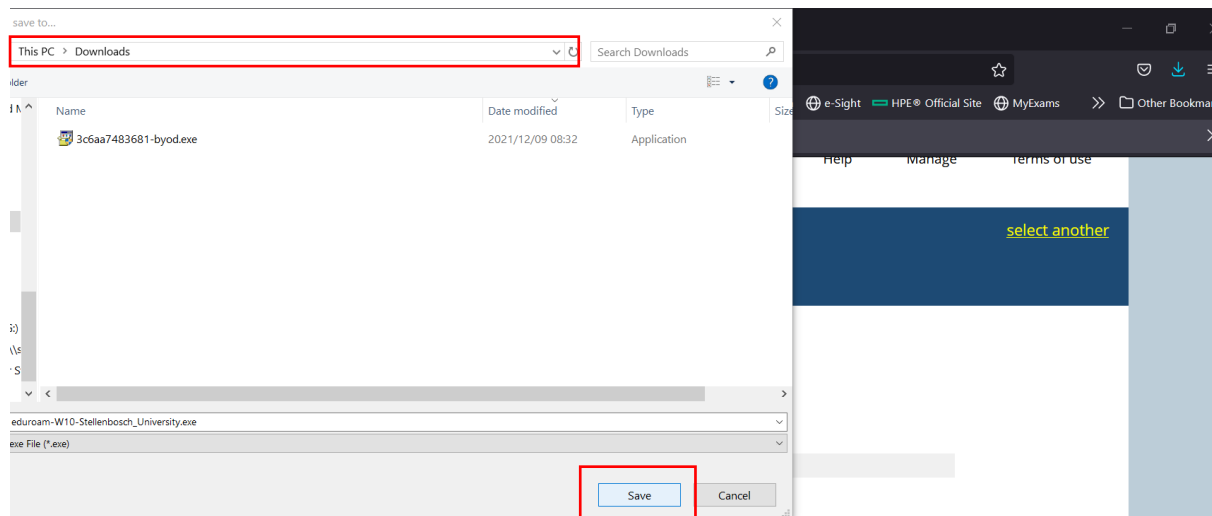 save to...
This PC > Downloads
Search Downloads
older
Name
Date modified
Type
Size
3c6aa7483681-byod.exe
2021/12/09 08:32
Application
eduroam-W10-Stellenbosch_University.exe
exe File (*.exe)
Save
Cancel
e-Sight
HPE® Official Site
MyExams
Other Bookma
Help
Manage
Terms of use
select another